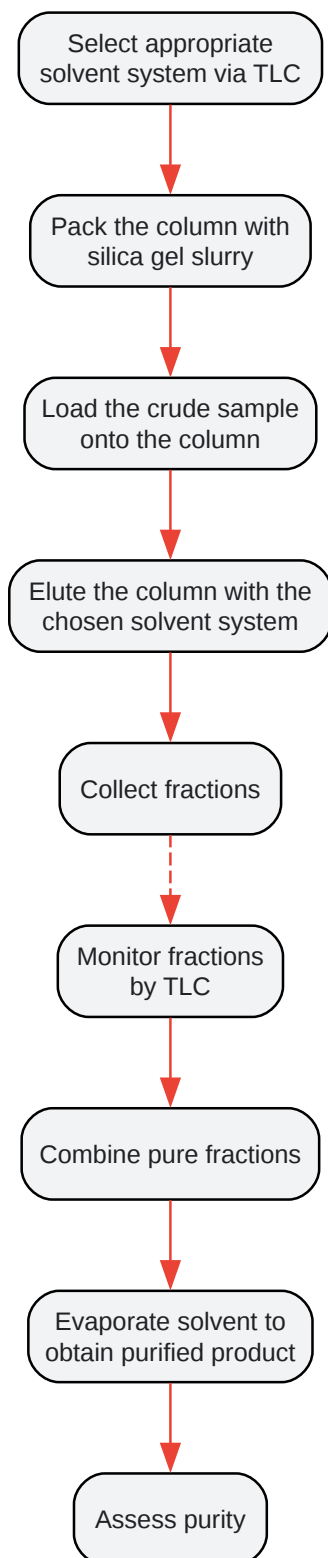 Select appropriate
solvent system via TLC
Pack the column with
silica gel slurry
Load the crude sample
onto the column
Elute the column with the
chosen solvent system
Collect fractions
Monitor fractions
by TLC
Combine pure fractions
Evaporate solvent to
obtain purified product
Assess purity